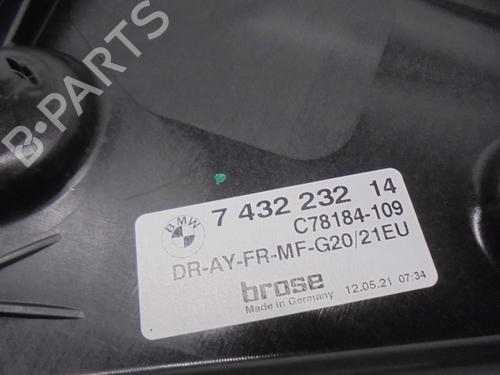 B-PARTS
BMW
7 432 232 14
C78184-109
DR-AY-FR-MF-G20/21EU
brose
Made in Germany
12.05.21 07:34